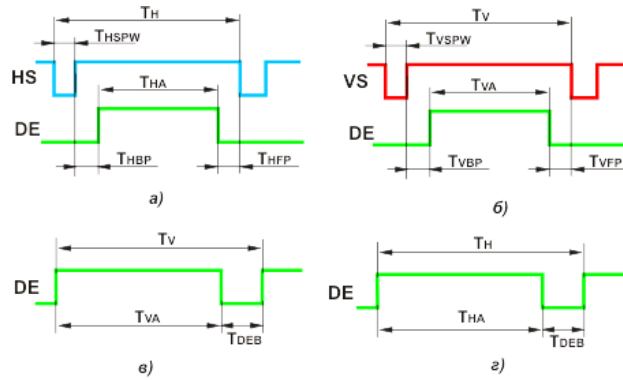 TH
THSPW
HS
THA
DE
THBP
THFP
а)
TV
TVSPW
VS
TVA
DE
TVBP
TVFP
б)
TV
DE
TVA
TDEB
в)
TH
DE
THA
TDEB
г)